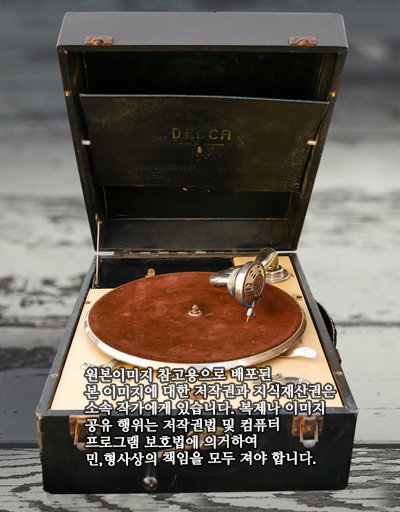 DECCA
원본이미지 참고용으로 배포된
본 이미지에 대한 저작권과 지식재산권은
소속 작가에게 있습니다. 복제나 이미지
공유 행위는 저작권법 및 컴퓨터
프로그램 보호법에 의거하여
민,형사상의 책임을 모두 져야 합니다.